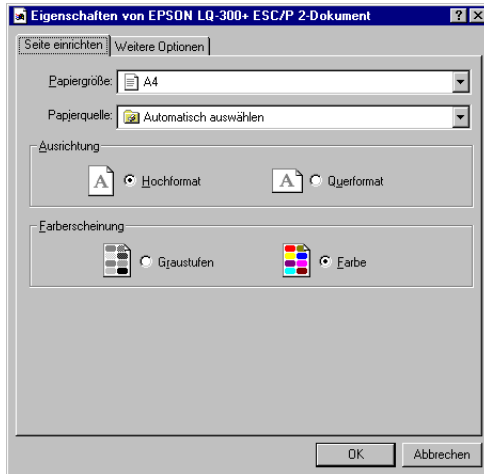 Eigenschaften von EPSON LQ-300+ ESC/P 2-Dokument
Seite einrichten Weitere Optionen
Papiergröße: A4
Papierquelle: Automatisch auswählen
Ausrichtung
A Hochformat A Querformat
Farberscheinung
Graustufen Farbe
OK Abbrechen